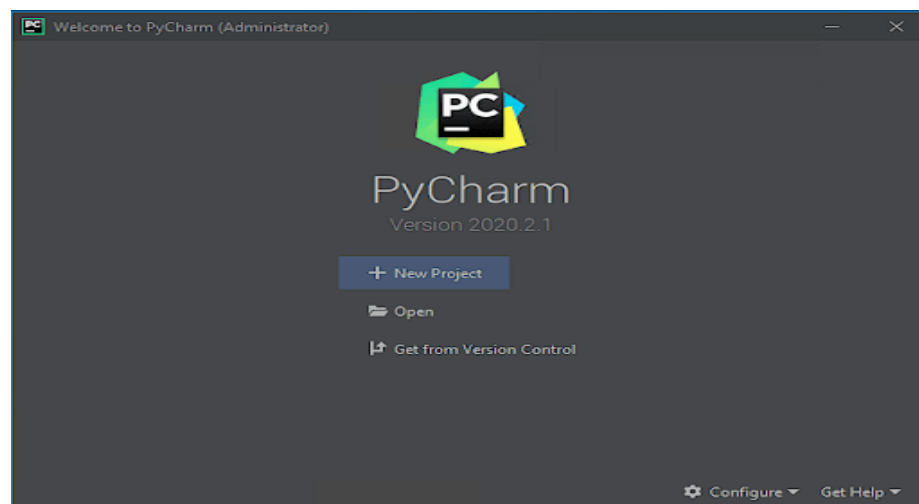 PC Welcome to PyCharm (Administrator)
PC
PyCharm
Version 2020.2.1
New Project
Open
Get from Version Control
Configure Get Help